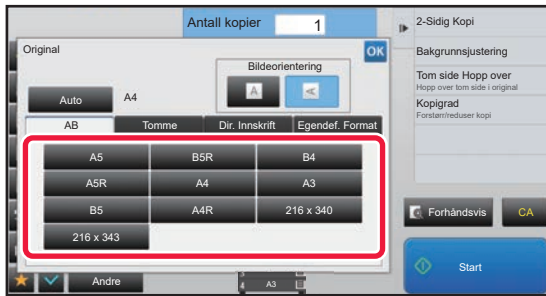 Antall kopier 1
Original
OK
Bildeorientering
A A
Auto A4
AB Tomme Dir. Innskrift Egendef. Format
A5 B5R B4
A5R A4 A3
B5 A4R 216 x 340
216 x 343
Andre
3
4 A3
2-Sidig Kopi
Bakgrunnsjustering
Tom side Hopp over
Hopp over tom side i original
Kopigrad
Forstørr/reduser kopi
Forhåndsvis CA
Start